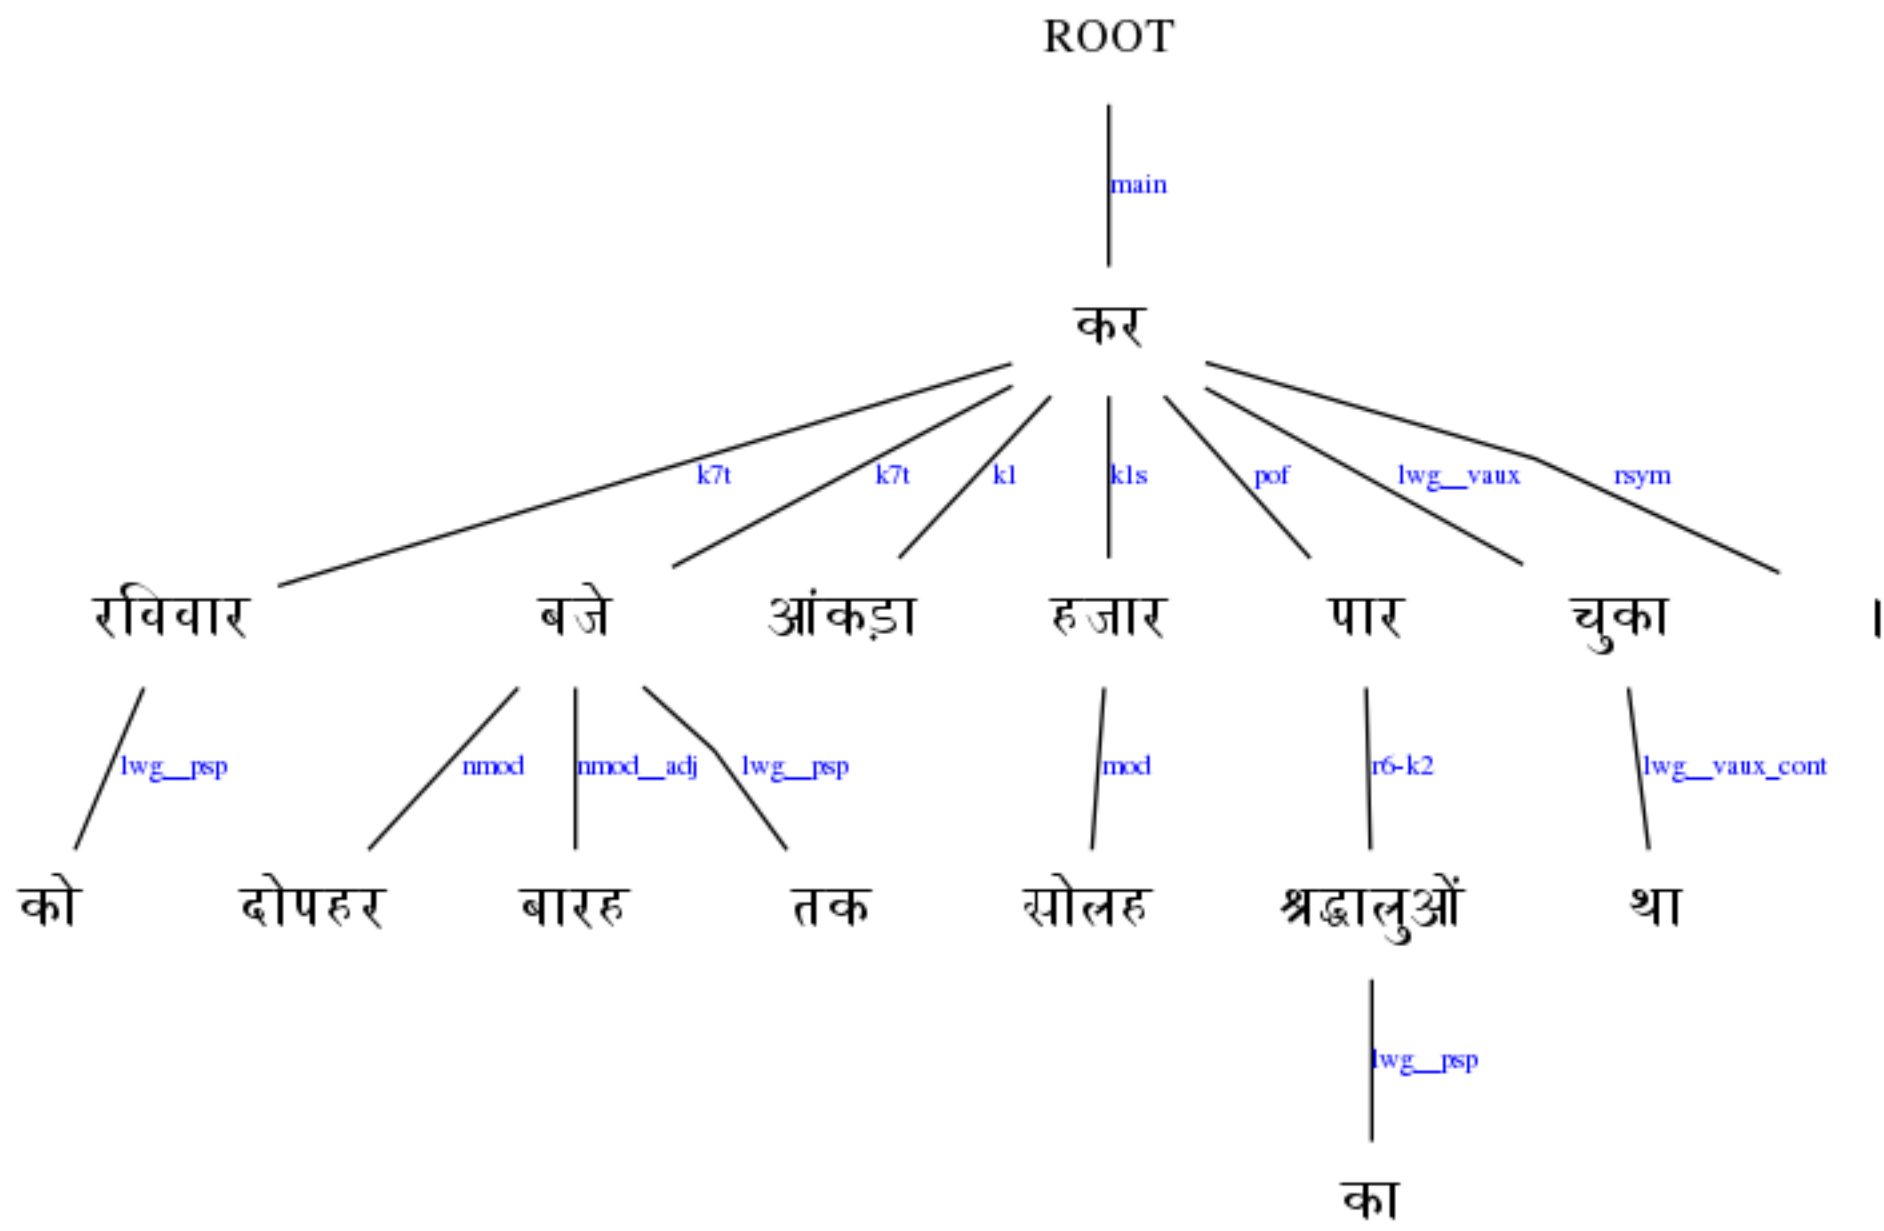 ROOT
main
कर
k7t k7t k1 k1s pof lwg__vaux rsym
रविवार बजे आंकड़ा हजार पार चुका ।
lwg__psp nmod nmod__adj lwg__psp mod r6-k2 lwg__vaux_cont
को दोपहर बारह तक सोलह श्रद्धालुओं था
lwg__psp
का